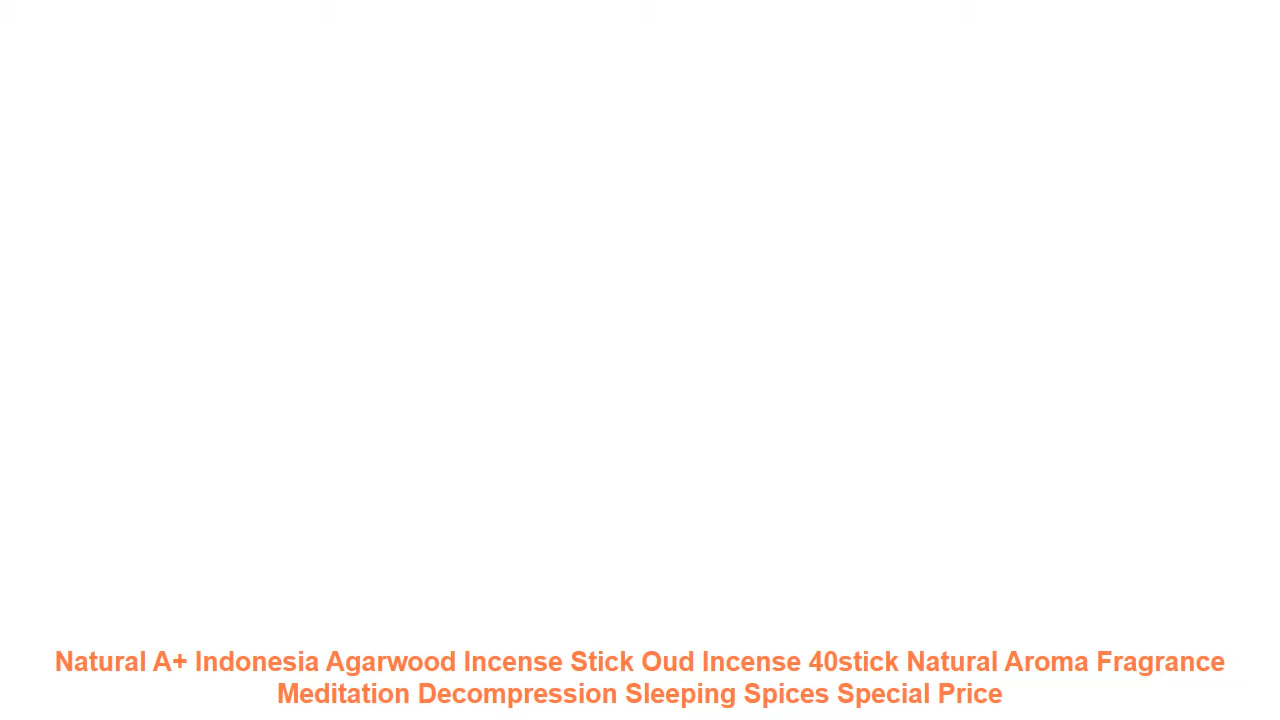 Natural A+ Indonesia Agarwood Incense Stick Oud Incense 40stick Natural Aroma Fragrance
Meditation Decompression Sleeping Spices Special Price